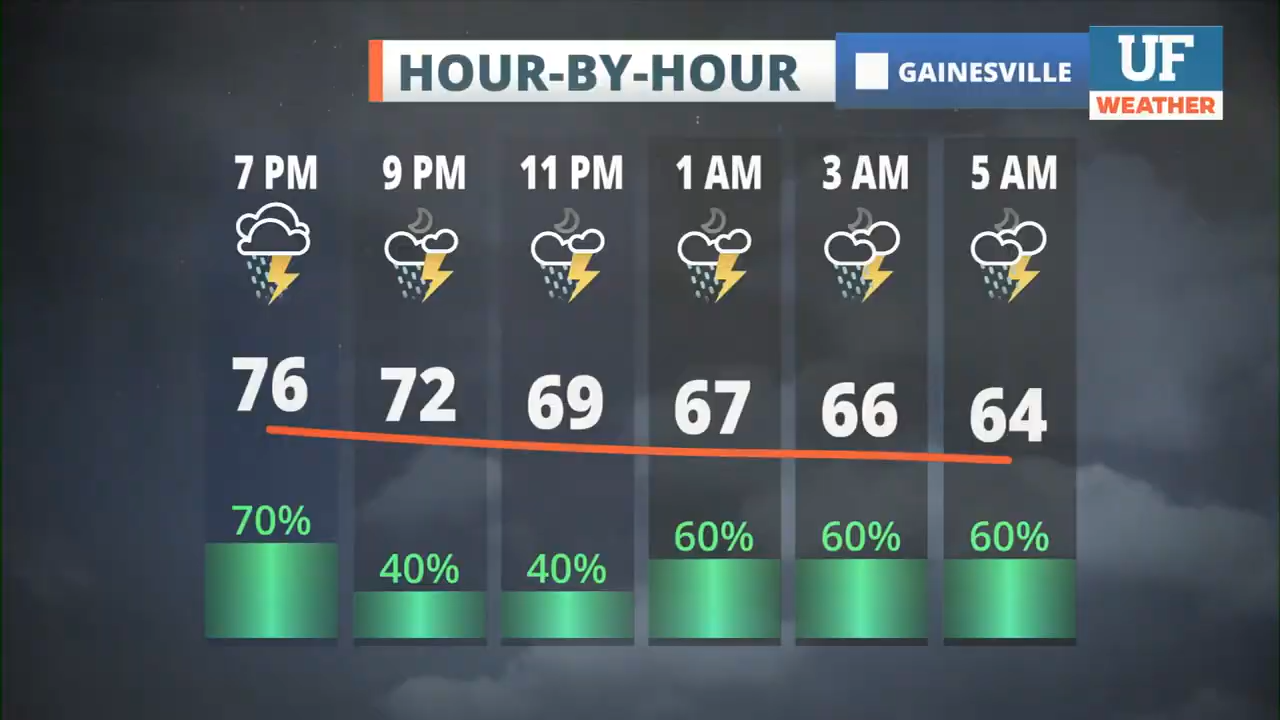 HOUR-BY-HOUR
GAINESVILLE
UF
WEATHER
7 PM 9 PM 11 PM 1 AM 3 AM 5 AM
76 72 69 67 66 64
70% 40% 40% 60% 60% 60%